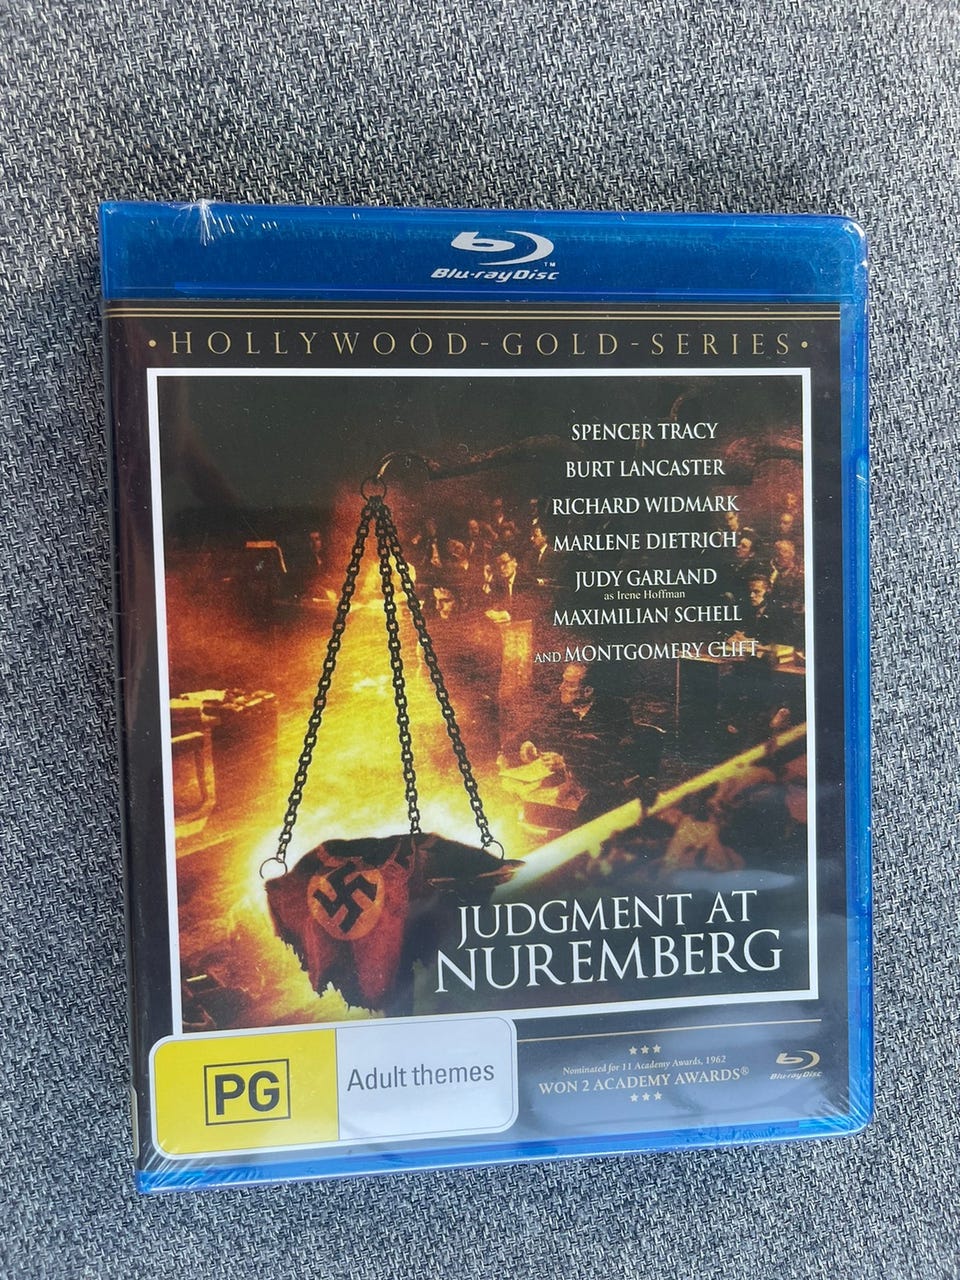 Blu-ray Disc™
·HOLLYWOOD-GOLD-SERIES·
SPENCER TRACY
BURT LANCASTER
RICHARD WIDMARK
MARLENE DIETRICH
JUDY GARLAND
as Irene Hoffman
MAXIMILIAN SCHELL
AND MONTGOMERY CLIFT
JUDGMENT AT
NUREMBERG
PG
Adult themes
Nominated for 11 Academy Awards, 1962
WON 2 ACADEMY AWARDS®
Blu-ray Disc